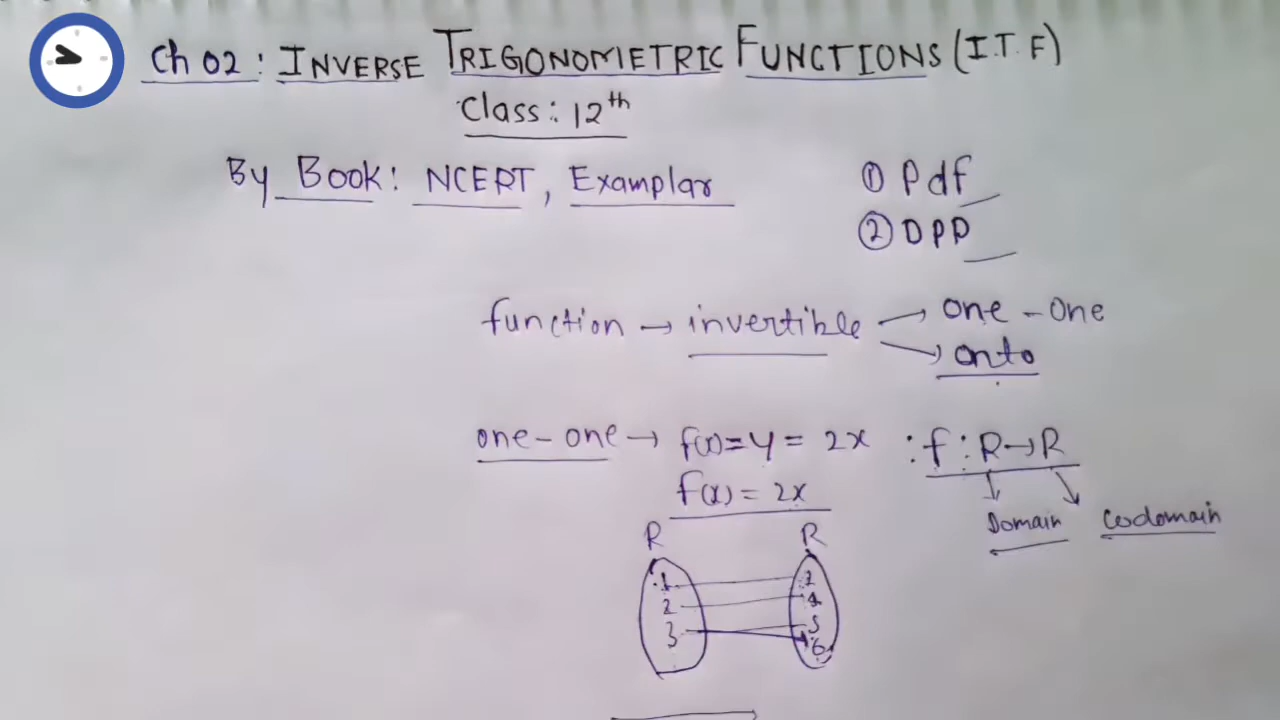 Ch 02 : INVERSE TRIGONOMETRIC FUNCTIONS (I.T.F)
Class : 12th
By Book : NCERT, Examplar
① Pdf
② DPP
function → invertible → one - one
→ onto
one - one → f(x) = y = 2x : f : R → R
f(x) = 2x
Domain Codomain
R R
1 2
2 4
3 5
6